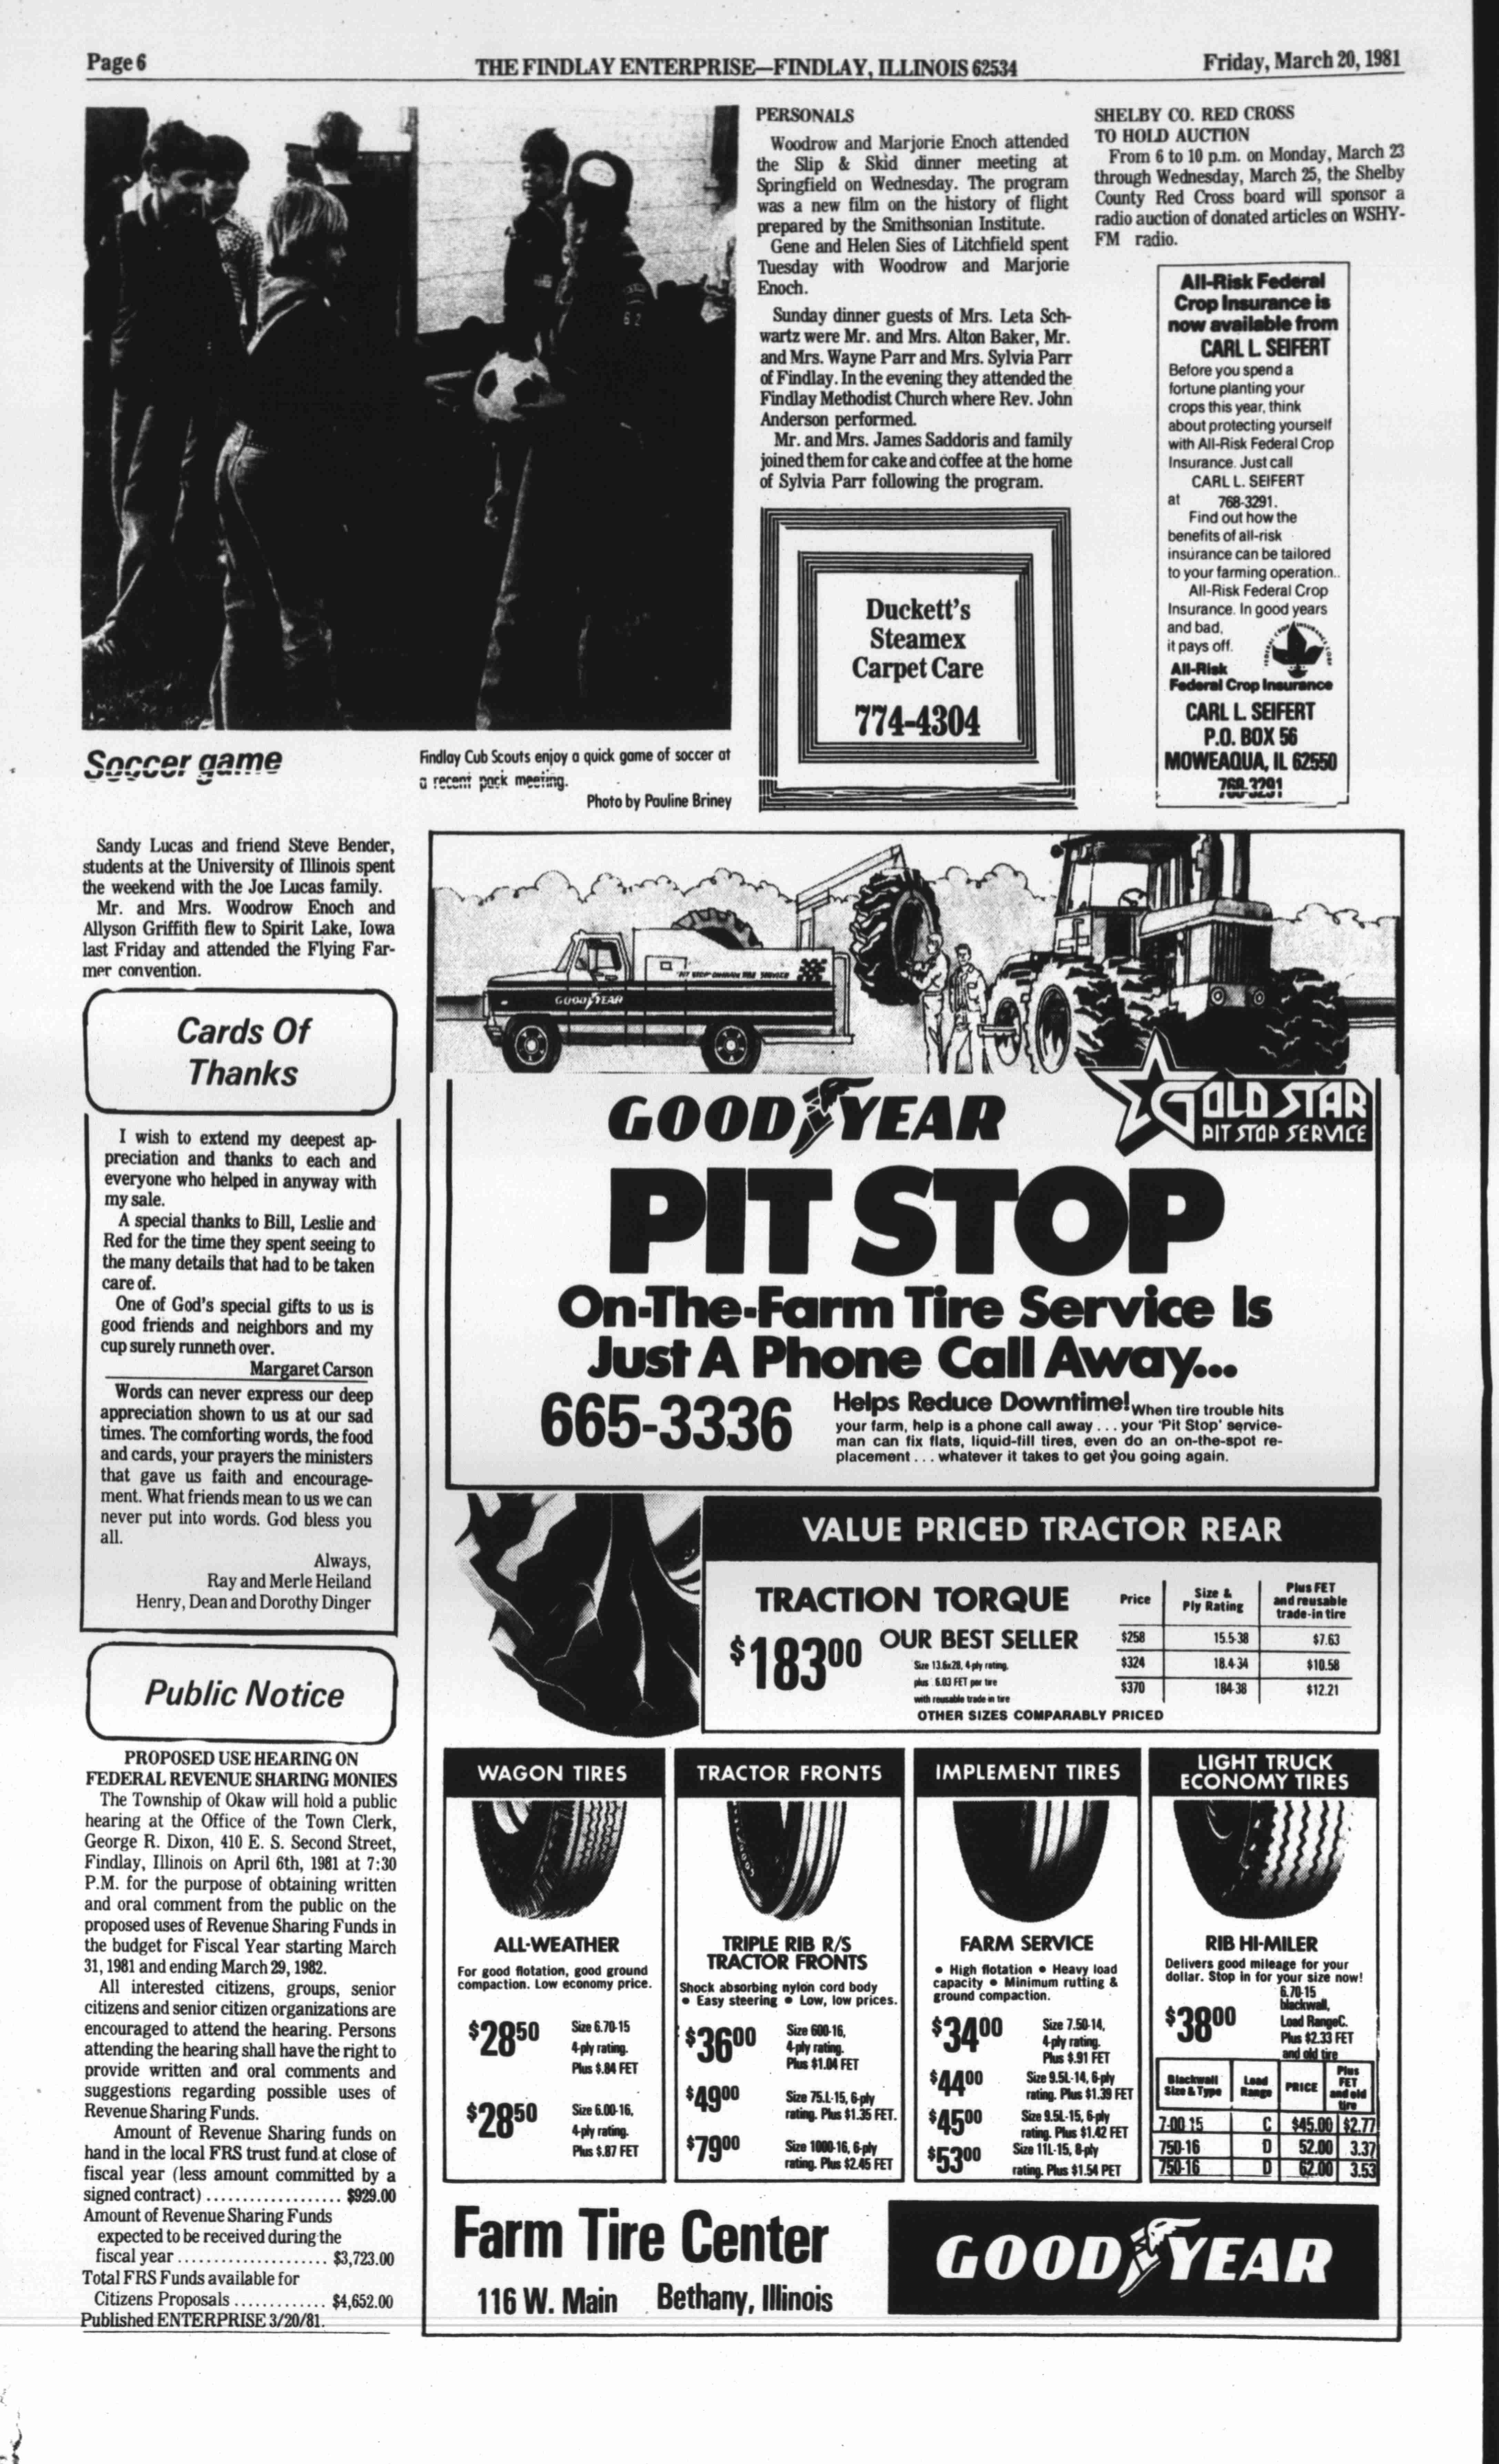 Page 6
THE FINDLAY ENTERPRISE—FINDLAY, ILLINOIS 62534
Friday, March 20, 1981
Soccer game
Findlay Cub Scouts enjoy a quick game of soccer at
a recent pack meeting.
Photo by Pauline Briney
PERSONALS
Woodrow and Marjorie Enoch attended
the Slip & Skid dinner meeting at
Springfield on Wednesday. The program
was a new film on the history of flight
prepared by the Smithsonian Institute.
Gene and Helen Sies of Litchfield spent
Tuesday with Woodrow and Marjorie
Enoch.
Sunday dinner guests of Mrs. Leta Sch-
wartz were Mr. and Mrs. Alton Baker, Mr.
and Mrs. Wayne Parr and Mrs. Sylvia Parr
of Findlay. In the evening they attended the
Findlay Methodist Church where Rev. John
Anderson performed.
Mr. and Mrs. James Saddoris and family
joined them for cake and coffee at the home
of Sylvia Parr following the program.
Duckett's
Steamex
Carpet Care
774-4304
SHELBY CO. RED CROSS
TO HOLD AUCTION
From 6 to 10 p.m. on Monday, March 23
through Wednesday, March 25, the Shelby
County Red Cross board will sponsor a
radio auction of donated articles on WSHY-
FM radio.
All-Risk Federal
Crop Insurance is
now available from
CARL L. SEIFERT
Before you spend a
fortune planting your
crops this year, think
about protecting yourself
with All-Risk Federal Crop
Insurance. Just call
CARL L. SEIFERT
at 768-3291.
Find out how the
benefits of all-risk
insurance can be tailored
to your farming operation..
All-Risk Federal Crop
Insurance. In good years
and bad,
it pays off.
All-Risk
Federal Crop Insurance
CARL L. SEIFERT
P.O. BOX 56
MOWEAQUA, IL 62550
768-3291
Sandy Lucas and friend Steve Bender,
students at the University of Illinois spent
the weekend with the Joe Lucas family.
Mr. and Mrs. Woodrow Enoch and
Allyson Griffith flew to Spirit Lake, Iowa
last Friday and attended the Flying Far-
mer convention.
Cards Of
Thanks
I wish to extend my deepest ap-
preciation and thanks to each and
everyone who helped in anyway with
my sale.
A special thanks to Bill, Leslie and
Red for the time they spent seeing to
the many details that had to be taken
care of.
One of God's special gifts to us is
good friends and neighbors and my
cup surely runneth over.
Margaret Carson
Words can never express our deep
appreciation shown to us at our sad
times. The comforting words, the food
and cards, your prayers the ministers
that gave us faith and encourage-
ment. What friends mean to us we can
never put into words. God bless you
all.
Always,
Ray and Merle Heiland
Henry, Dean and Dorothy Dinger
Public Notice
PROPOSED USE HEARING ON
FEDERAL REVENUE SHARING MONIES
The Township of Okaw will hold a public
hearing at the Office of the Town Clerk,
George R. Dixon, 410 E. S. Second Street,
Findlay, Illinois on April 6th, 1981 at 7:30
P.M. for the purpose of obtaining written
and oral comment from the public on the
proposed uses of Revenue Sharing Funds in
the budget for Fiscal Year starting March
31, 1981 and ending March 29, 1982.
All interested citizens, groups, senior
citizens and senior citizen organizations are
encouraged to attend the hearing. Persons
attending the hearing shall have the right to
provide written and oral comments and
suggestions regarding possible uses of
Revenue Sharing Funds.
Amount of Revenue Sharing funds on
hand in the local FRS trust fund at close of
fiscal year (less amount committed by a
signed contract) ................... $929.00
Amount of Revenue Sharing Funds
expected to be received during the
fiscal year ..................... $3,723.00
Total FRS Funds available for
Citizens Proposals ............. $4,652.00
Published ENTERPRISE 3/20/81.
GOODYEAR
GOODYEAR
GOLD STAR
PIT STOP SERVICE
PIT STOP
On-The-Farm Tire Service Is
Just A Phone Call Away...
665-3336
Helps Reduce Downtime! When tire trouble hits
your farm, help is a phone call away . . . your 'Pit Stop' service-
man can fix flats, liquid-fill tires, even do an on-the-spot re-
placement . . . whatever it takes to get you going again.
VALUE PRICED TRACTOR REAR
TRACTION TORQUE
$18300 OUR BEST SELLER
Size 13.6x28, 4-ply rating,
plus 6.03 FET per tire
with reusable trade in tire
Price Size & Ply Rating Plus FET and reusable trade-in tire
$258 15.5-38 $7.63
$324 18.4-34 $10.58
$370 184-38 $12.21
OTHER SIZES COMPARABLY PRICED
WAGON TIRES
ALL-WEATHER
For good flotation, good ground
compaction. Low economy price.
$2850 Size 6.70-15
4-ply rating.
Plus $.84 FET
$2850 Size 6.00-16,
4-ply rating.
Plus $.87 FET
TRACTOR FRONTS
TRIPLE RIB R/S
TRACTOR FRONTS
Shock absorbing nylon cord body
• Easy steering • Low, low prices.
$3600 Size 600-16,
4-ply rating.
Plus $1.04 FET
$4900 Size 75.L-15, 6-ply
rating. Plus $1.35 FET.
$7900 Size 1000-16, 6-ply
rating. Plus $2.45 FET
IMPLEMENT TIRES
FARM SERVICE
• High flotation • Heavy load
capacity • Minimum rutting &
ground compaction.
$3400 Size 7.50-14,
4-ply rating.
Plus $.91 FET
$4400 Size 9.5L-14, 6-ply
rating. Plus $1.39 FET
$4500 Size 9.5L-15, 6-ply
rating. Plus $1.42 FET
$5300 Size 11L-15, 8-ply
rating. Plus $1.54 PET
LIGHT TRUCK
ECONOMY TIRES
RIB HI-MILER
Delivers good mileage for your
dollar. Stop in for your size now!
$3800 6.70-15
blackwall,
Load RangeC.
Plus $2.33 FET
and old tire
Blackwall Size & Type Load Range PRICE Plus FET and old tire
7-00 15 C $45.00 $2.77
750-16 D 52.00 3.37
750-16 D 62.00 3.53
Farm Tire Center
116 W. Main Bethany, Illinois
GOODYEAR